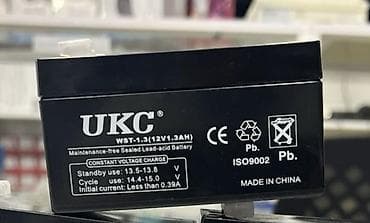 UKC®
WST-1.3(12V1.3AH)
Maintenance-free Sealed Lead-acid Battery
CONSTANT VOLTAGE CHARGE
Standby use: 13.5-13.8 V
Cycle use: 14.4-15.0 V
Initial current: Less than 0.39A
CE Pb. Pb.
ISO9002
MADE IN CHINA